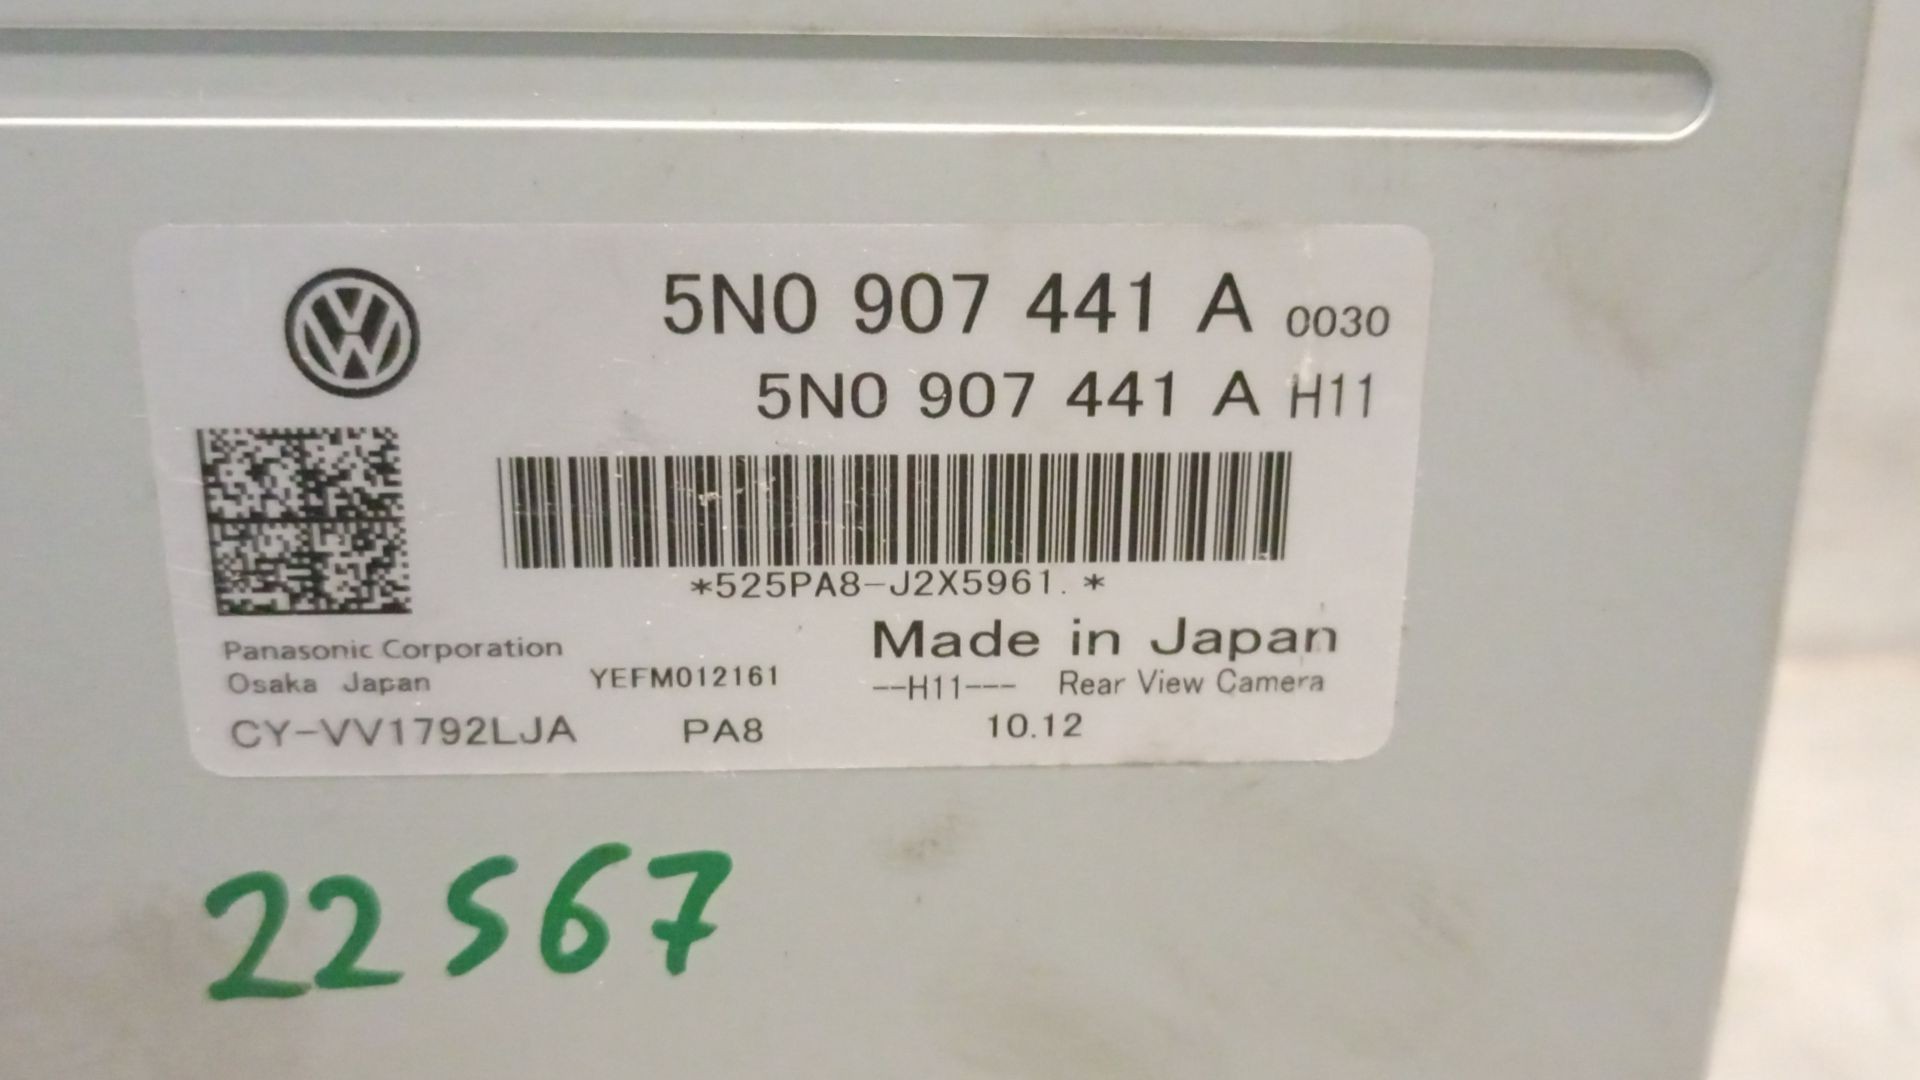 5N0 907 441 A 0030
5N0 907 441 A H11
*525PA8-J2X5961. *
Made in Japan
Panasonic Corporation
Osaka Japan
YEFM012161
--H11--- Rear View Camera
CY-VV1792LJA PA8 10.12
22567